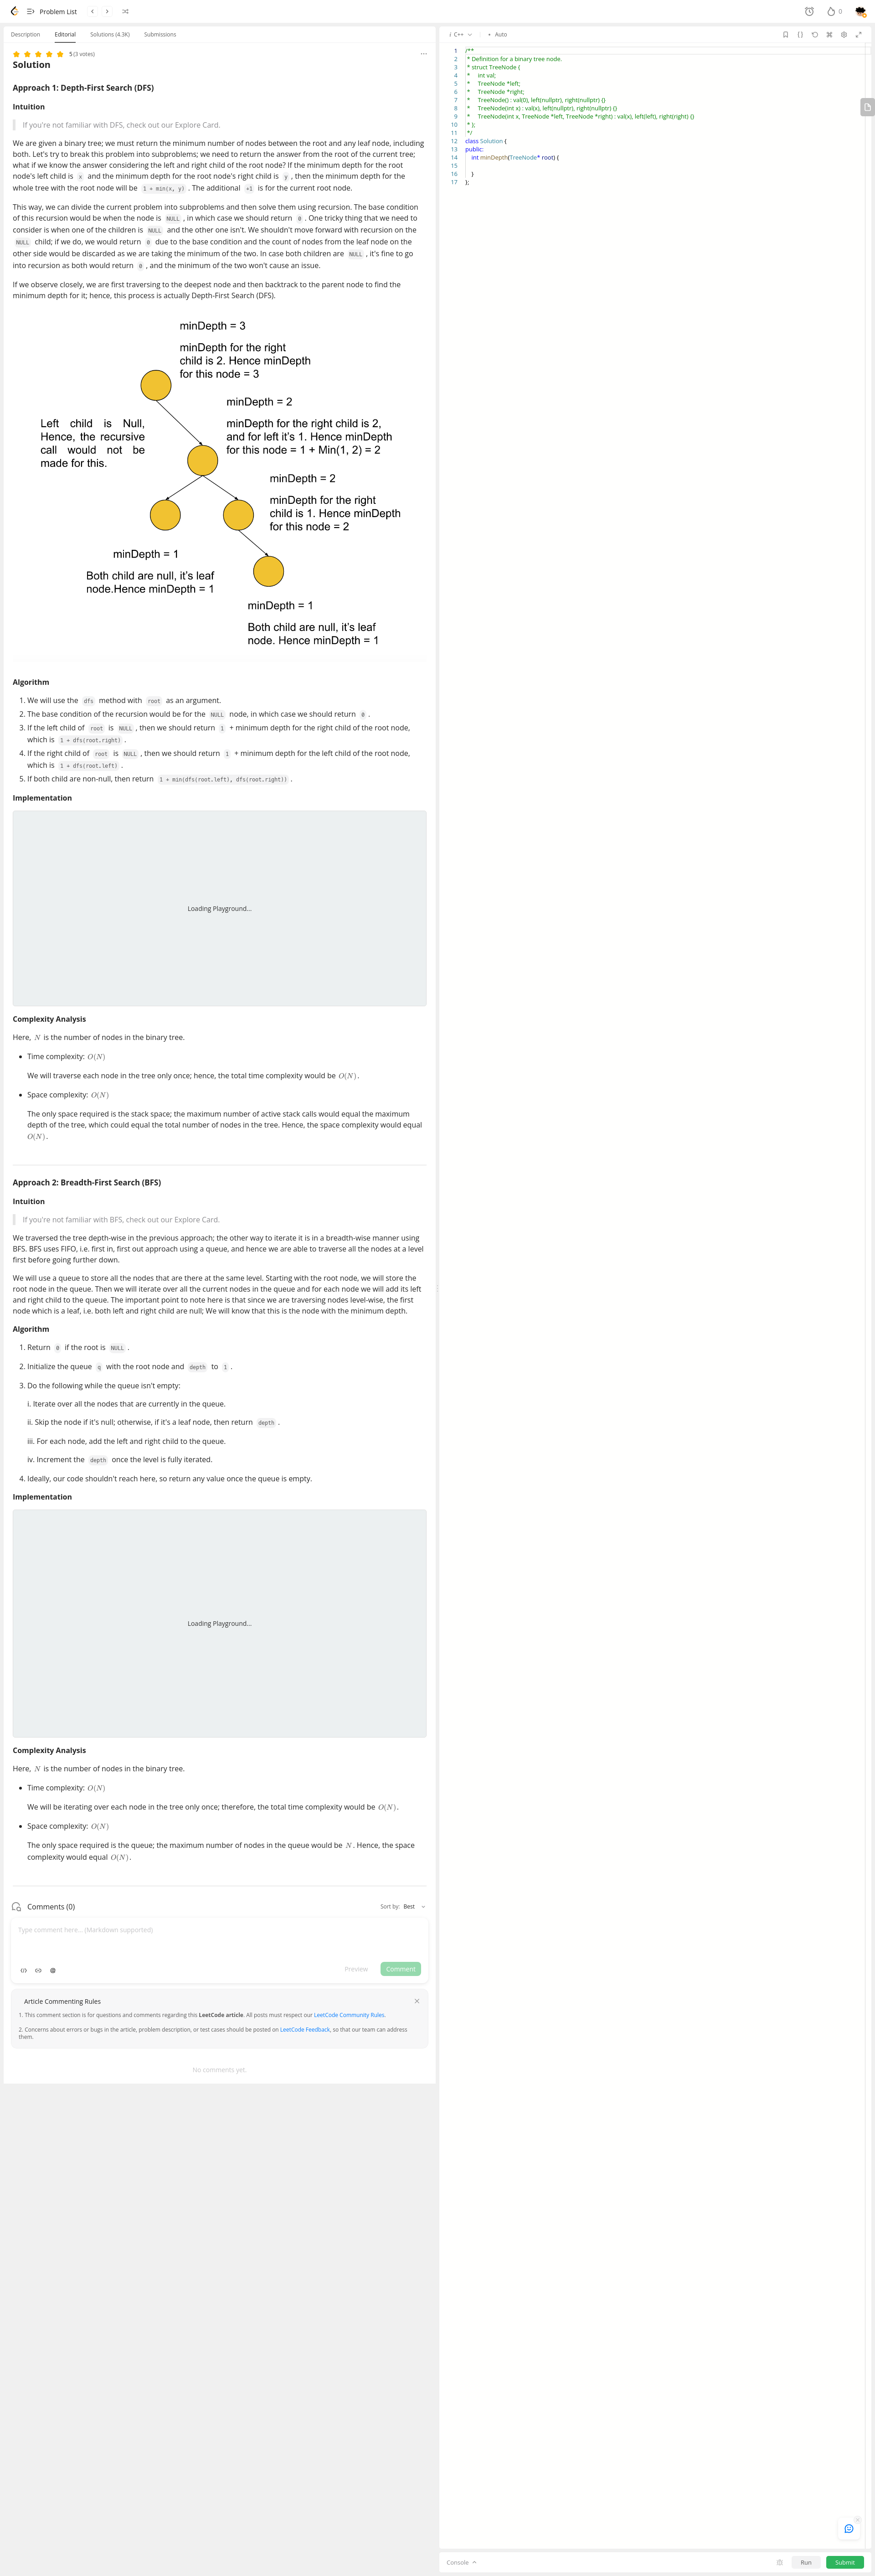 Problem List
0
Description Editorial Solutions (4.3K) Submissions
5 (3 votes)
Solution
Approach 1: Depth-First Search (DFS)
Intuition
If you're not familiar with DFS, check out our Explore Card.
We are given a binary tree; we must return the minimum number of nodes between the root and any leaf node, including
both. Let's try to break this problem into subproblems; we need to return the answer from the root of the current tree;
what if we know the answer considering the left and right child of the root node? If the minimum depth for the root
node's left child is x and the minimum depth for the root node's right child is y , then the minimum depth for the
whole tree with the root node will be 1 + min(x, y) . The additional +1 is for the current root node.
This way, we can divide the current problem into subproblems and then solve them using recursion. The base condition
of this recursion would be when the node is NULL , in which case we should return 0 . One tricky thing that we need to
consider is when one of the children is NULL and the other one isn't. We shouldn't move forward with recursion on the
NULL child; if we do, we would return 0 due to the base condition and the count of nodes from the leaf node on the
other side would be discarded as we are taking the minimum of the two. In case both children are NULL , it's fine to go
into recursion as both would return 0 , and the minimum of the two won't cause an issue.
If we observe closely, we are first traversing to the deepest node and then backtrack to the parent node to find the
minimum depth for it; hence, this process is actually Depth-First Search (DFS).
minDepth = 3
minDepth for the right
child is 2. Hence minDepth
for this node = 3
Left child is Null,
Hence, the recursive
call would not be
made for this.
minDepth = 2
minDepth for the right child is 2,
and for left it's 1. Hence minDepth
for this node = 1 + Min(1, 2) = 2
minDepth = 2
minDepth for the right
child is 1. Hence minDepth
for this node = 2
minDepth = 1
Both child are null, it's leaf
node.Hence minDepth = 1
minDepth = 1
Both child are null, it's leaf
node. Hence minDepth = 1
Algorithm
1. We will use the dfs method with root as an argument.
2. The base condition of the recursion would be for the NULL node, in which case we should return 0 .
3. If the left child of root is NULL , then we should return 1 + minimum depth for the right child of the root node,
which is 1 + dfs(root.right) .
4. If the right child of root is NULL , then we should return 1 + minimum depth for the left child of the root node,
which is 1 + dfs(root.left) .
5. If both child are non-null, then return 1 + min(dfs(root.left), dfs(root.right)) .
Implementation
Loading Playground...
Complexity Analysis
Here, N is the number of nodes in the binary tree.
• Time complexity: O(N)
We will traverse each node in the tree only once; hence, the total time complexity would be O(N).
• Space complexity: O(N)
The only space required is the stack space; the maximum number of active stack calls would equal the maximum
depth of the tree, which could equal the total number of nodes in the tree. Hence, the space complexity would equal
O(N).
Approach 2: Breadth-First Search (BFS)
Intuition
If you're not familiar with BFS, check out our Explore Card.
We traversed the tree depth-wise in the previous approach; the other way to iterate it is in a breadth-wise manner using
BFS. BFS uses FIFO, i.e. first in, first out approach using a queue, and hence we are able to traverse all the nodes at a level
first before going further down.
We will use a queue to store all the nodes that are there at the same level. Starting with the root node, we will store the
root node in the queue. Then we will iterate over all the current nodes in the queue and for each node we will add its left
and right child to the queue. The important point to note here is that since we are traversing nodes level-wise, the first
node which is a leaf, i.e. both left and right child are null; We will know that this is the node with the minimum depth.
Algorithm
1. Return 0 if the root is NULL .
2. Initialize the queue q with the root node and depth to 1 .
3. Do the following while the queue isn't empty:
i. Iterate over all the nodes that are currently in the queue.
ii. Skip the node if it's null; otherwise, if it's a leaf node, then return depth .
iii. For each node, add the left and right child to the queue.
iv. Increment the depth once the level is fully iterated.
4. Ideally, our code shouldn't reach here, so return any value once the queue is empty.
Implementation
Loading Playground...
Complexity Analysis
Here, N is the number of nodes in the binary tree.
• Time complexity: O(N)
We will be iterating over each node in the tree only once; therefore, the total time complexity would be O(N).
• Space complexity: O(N)
The only space required is the queue; the maximum number of nodes in the queue would be N. Hence, the space
complexity would equal O(N).
Comments (0)
Sort by: Best
Type comment here... (Markdown supported)
Preview
Comment
Article Commenting Rules
1. This comment section is for questions and comments regarding this LeetCode article. All posts must respect our LeetCode Community Rules.
2. Concerns about errors or bugs in the article, problem description, or test cases should be posted on LeetCode Feedback, so that our team can address
them.
No comments yet.
i C++
Auto
1 /**
2 * Definition for a binary tree node.
3 * struct TreeNode {
4 * int val;
5 * TreeNode *left;
6 * TreeNode *right;
7 * TreeNode() : val(0), left(nullptr), right(nullptr) {}
8 * TreeNode(int x) : val(x), left(nullptr), right(nullptr) {}
9 * TreeNode(int x, TreeNode *left, TreeNode *right) : val(x), left(left), right(right) {}
10 * };
11 */
12 class Solution {
13 public:
14 int minDepth(TreeNode* root) {
15
16 }
17 };
Console
Run
Submit